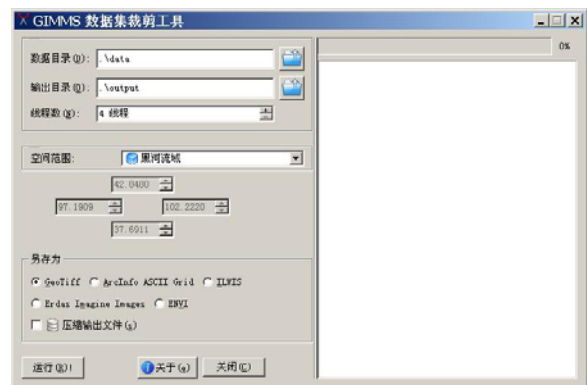 GIMMS 数据集裁剪工具
数据目录(D): .\data
输出目录(O): .\output
线程数(N): 4 线程
空间范围: 黑河流域
42.0400
97.1909 102.2220
37.6911
另存为
GeoTiff ArcInfo ASCII Grid ILWIS
Erdas Imagine Images ENVI
压缩输出文件(s)
运行(R)! 关于(a) 关闭(C)
0%